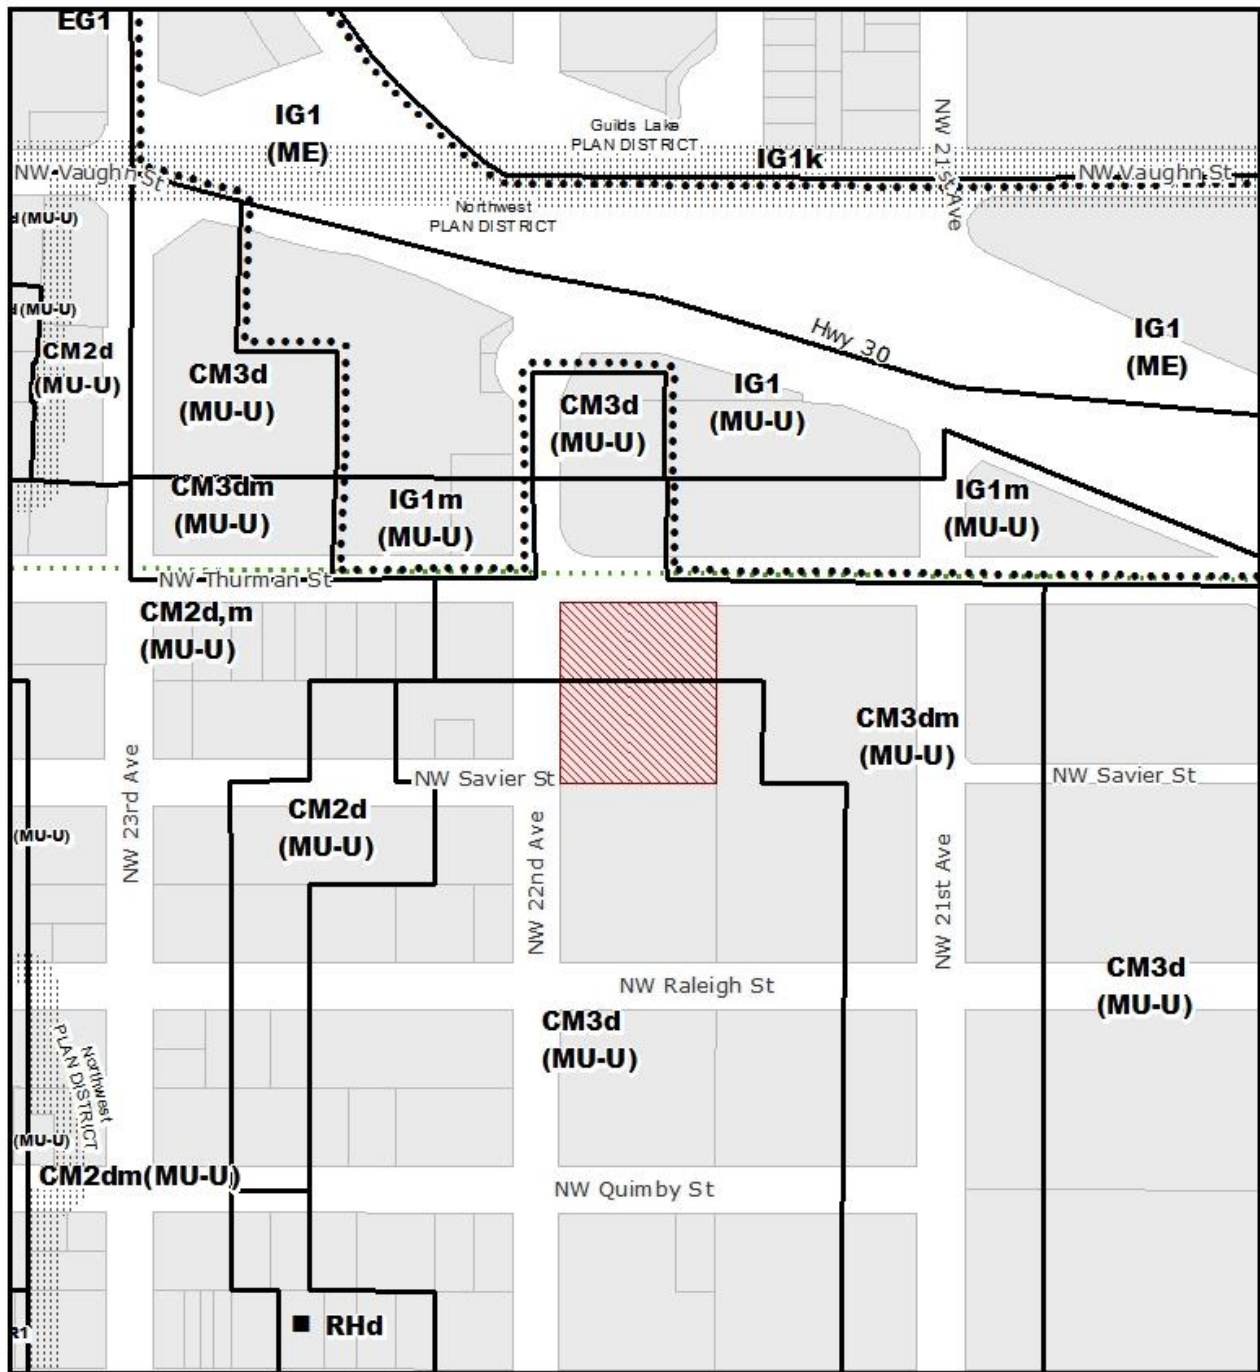 EG1
IG1
(ME)
Guilds Lake
PLAN DISTRICT
IG1k
NW 21st Ave
NW Vaughn St
NW Vaughn St
Northwest
PLAN DISTRICT
d(MU-U)
(MU-U)
CM2d
(MU-U)
CM3d
(MU-U)
CM3d
(MU-U)
IG1
(MU-U)
Hwy 30
IG1
(ME)
CM3dm
(MU-U)
IG1m
(MU-U)
IG1m
(MU-U)
NW Thurman St
CM2d,m
(MU-U)
CM3dm
(MU-U)
NW 23rd Ave
NW Savier St
NW Savier St
CM2d
(MU-U)
(MU-U)
NW 22nd Ave
NW 21st Ave
NW Raleigh St
CM3d
(MU-U)
CM3d
(MU-U)
Northwest
PLAN DISTRICT
(MU-U)
CM2dm(MU-U)
NW Quimby St
RHd
R1